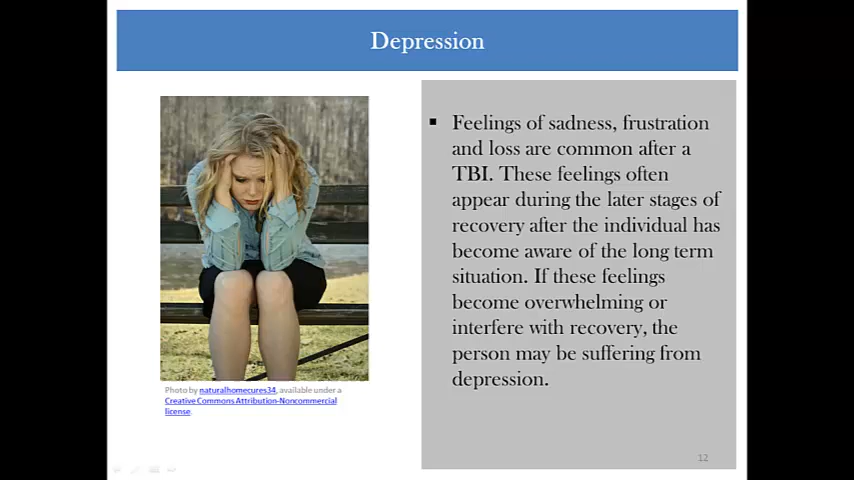 Depression
▪ Feelings of sadness, frustration
and loss are common after a
TBI. These feelings often
appear during the later stages of
recovery after the individual has
become aware of the long term
situation. If these feelings
become overwhelming or
interfere with recovery, the
person may be suffering from
depression.
Photo by naturalhomecures34, available under a
Creative Commons Attribution-Noncommercial
license.
12